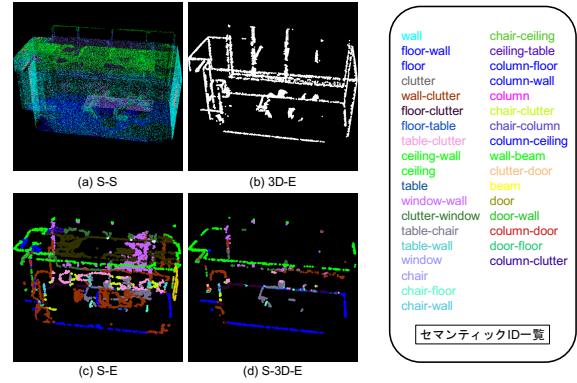 (a) S-S
(b) 3D-E
(c) S-E
(d) S-3D-E
wall
floor-wall
floor
clutter
wall-clutter
floor-clutter
floor-table
table-clutter
ceiling-wall
ceiling
table
window-wall
clutter-window
table-chair
table-wall
window
chair
chair-floor
chair-wall
chair-ceiling
ceiling-table
column-floor
column-wall
column
chair-clutter
chair-column
column-ceiling
wall-beam
clutter-door
beam
door
door-wall
column-door
door-floor
column-clutter
セマンティックID一覧